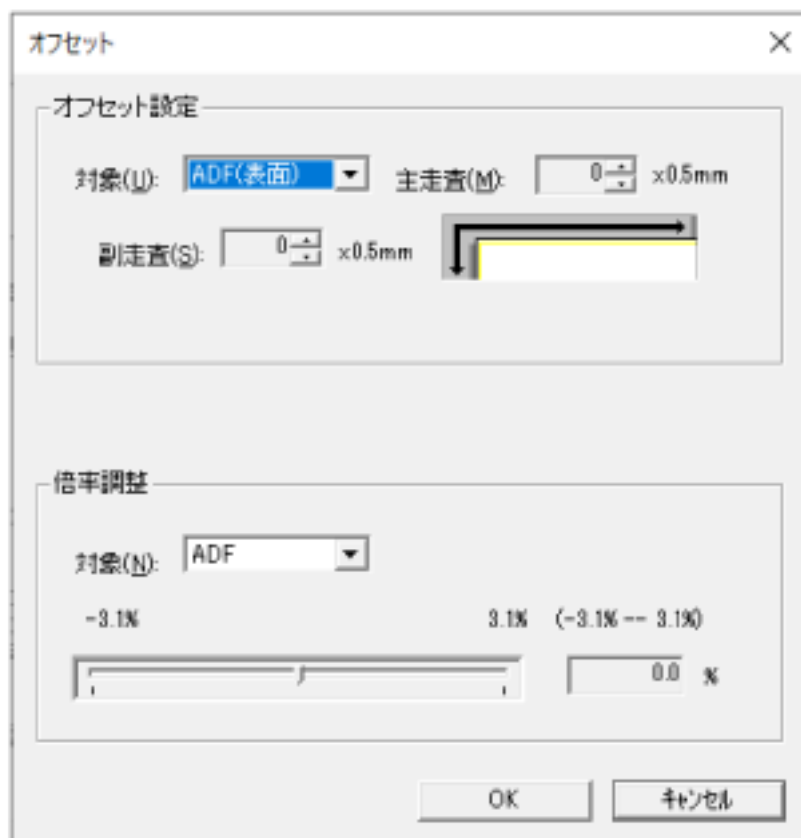 オフセット
オフセット設定
対象(U): ADF(表面) 主走査(M): 0 x0.5mm
副走査(S): 0 x0.5mm
倍率調整
対象(N): ADF
-3.1% 3.1% (-3.1% -- 3.1%)
0.0 %
OK キャンセル